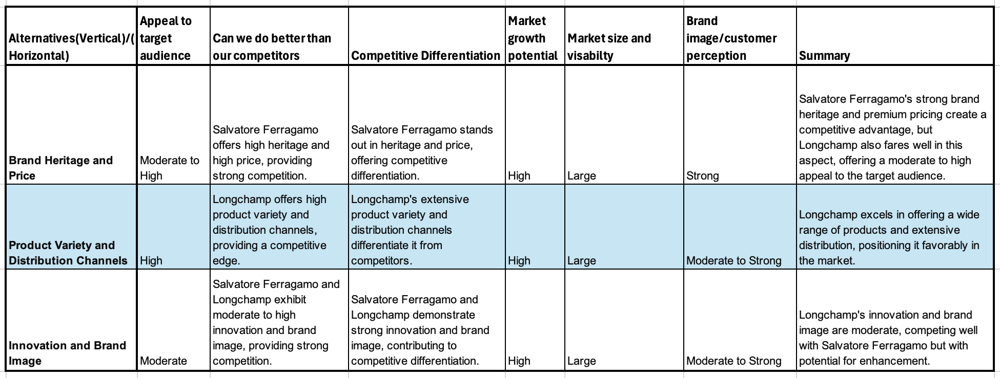 Alternatives(Vertical)/(
Horizontal)
Appeal to
target
audience
Can we do better than
our competitors
Competitive Differentiation
Market
growth
potential
Market size and
visabilty
Brand
image/customer
perception
Summary
Brand Heritage and
Price
Moderate to
High
Salvatore Ferragamo
offers high heritage and
high price, providing
strong competition.
Salvatore Ferragamo stands
out in heritage and price,
offering competitive
differentiation.
High
Large
Strong
Salvatore Ferragamo's strong brand
heritage and premium pricing create a
competitive advantage, but
Longchamp also fares well in this
aspect, offering a moderate to high
appeal to the target audience.
Product Variety and
Distribution Channels
High
Longchamp offers high
product variety and
distribution channels,
providing a competitive
edge.
Longchamp's extensive
product variety and
distribution channels
differentiate it from
competitors.
High
Large
Moderate to Strong
Longchamp excels in offering a wide
range of products and extensive
distribution, positioning it favorably in
the market.
Innovation and Brand
Image
Moderate
Salvatore Ferragamo and
Longchamp exhibit
moderate to high
innovation and brand
image, providing strong
competition.
Salvatore Ferragamo and
Longchamp demonstrate
strong innovation and brand
image, contributing to
competitive differentiation.
High
Large
Moderate to Strong
Longchamp's innovation and brand
image are moderate, competing well
with Salvatore Ferragamo but with
potential for enhancement.